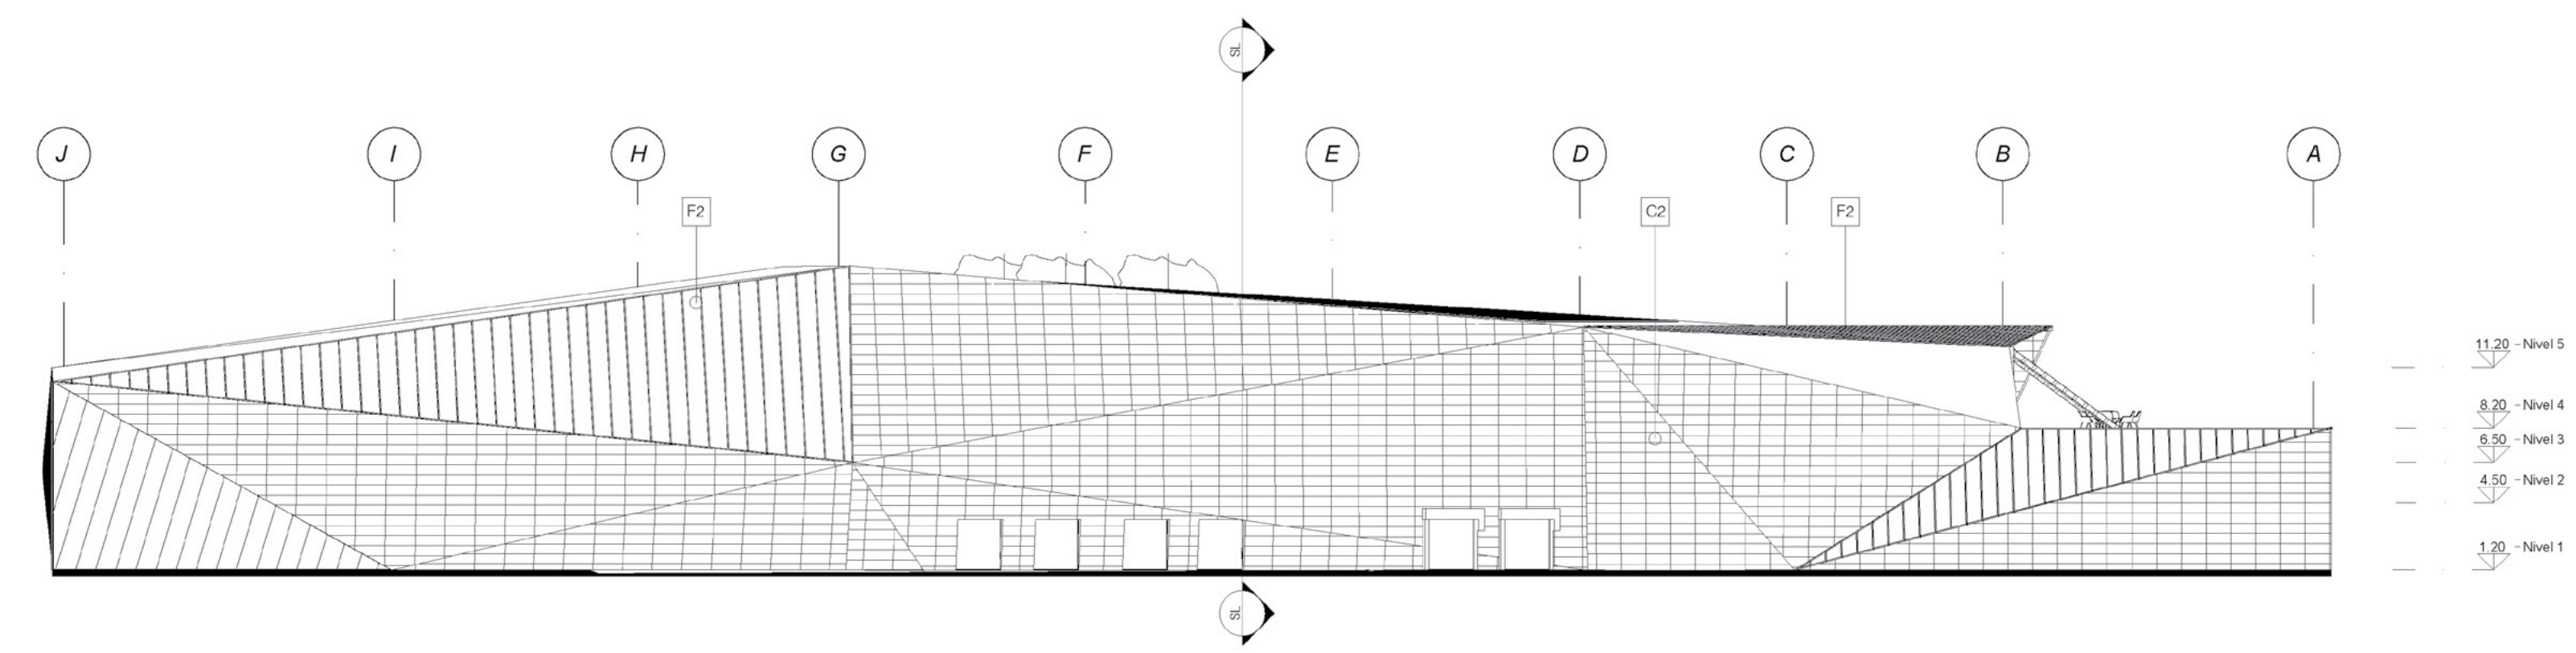 SL
J I H G F E D C B A
F2 C2 F2
11.20 - Nivel 5
8.20 - Nivel 4
6.50 - Nivel 3
4.50 - Nivel 2
1.20 - Nivel 1
SL